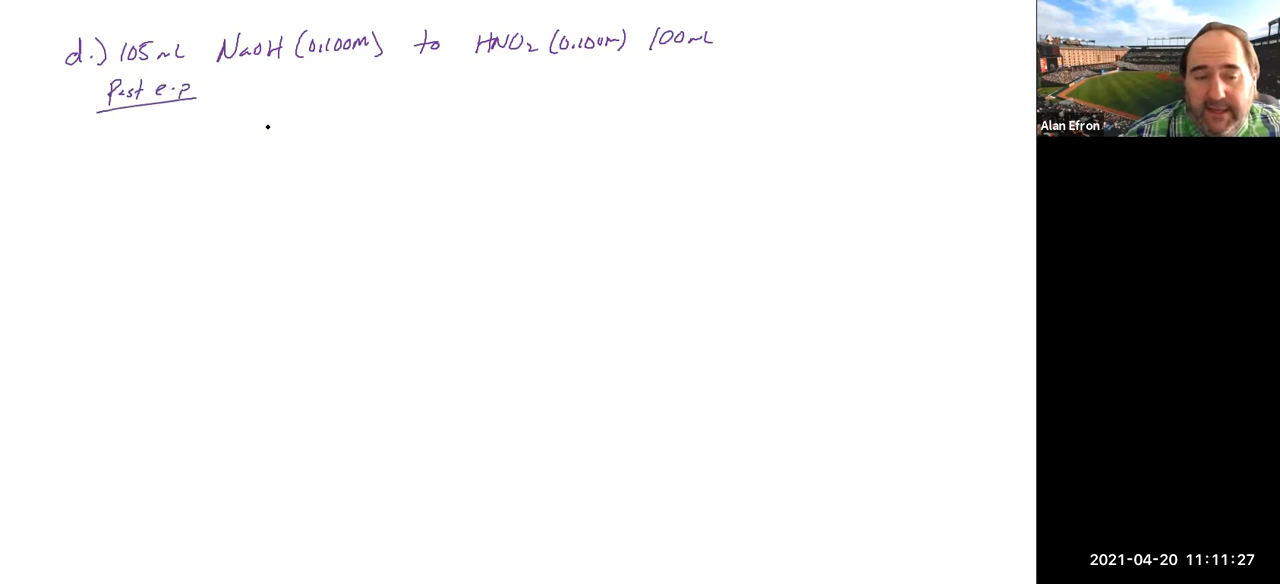 d.) 105 mL NaOH (0.100M) to HNO2 (0.100M) 100 mL
Past e.p
Alan Efron
2021-04-20 11:11:27